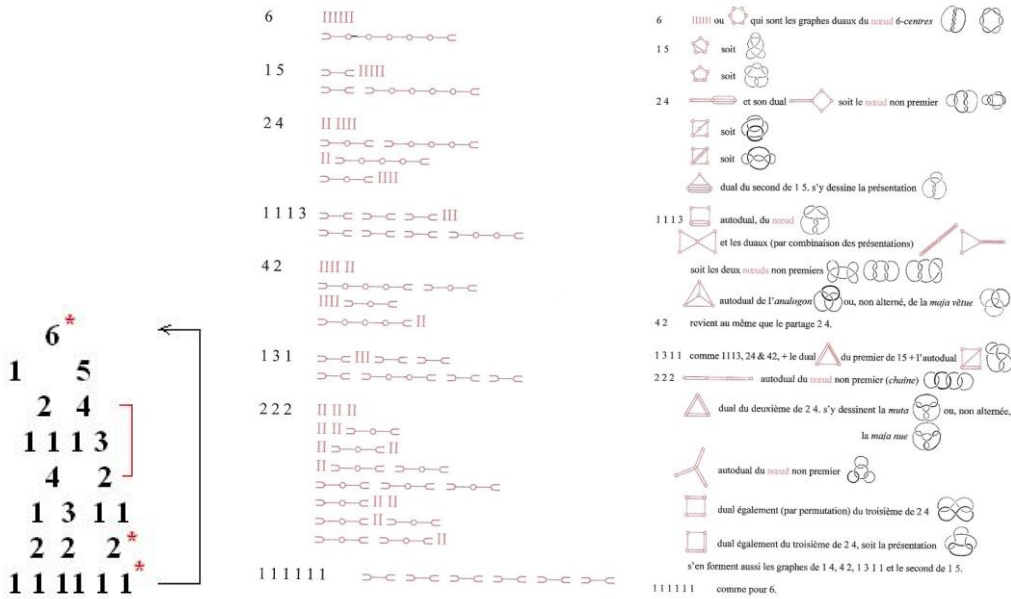 6*
1 5
2 4
1 1 1 3
4 2
1 3 1 1
2 2 2*
1 1 1 1 1 1*
6
1 5
2 4
1 1 1 3
4 2
1 3 1
2 2 2
1 1 1 1 1 1
6 ou qui sont les graphes duaux du nœud 6-centres
1 5 soit
soit
2 4 et son dual soit le nœud non premier
soit
soit
dual du second de 1 5. s'y dessine la présentation
1 1 1 3 autodual, du nœud
et les duaux (par combinaison des présentations)
soit les deux nœuds non premiers
autodual de l'analogon ou, non alterné, de la maja vêtue
4 2 revient au même que le partage 2 4.
1 3 1 1 comme 1113, 24 & 42, + le dual du premier de 15 + l'autodual
2 2 2 autodual du nœud non premier (chaîne)
dual du deuxième de 2 4. s'y dessinent la muta ou, non alternée,
la maja nue
autodual du nœud non premier
dual également (par permutation) du troisième de 2 4
dual également du troisième de 2 4, soit la présentation
s'en forment aussi les graphes de 1 4, 4 2, 1 3 1 1 et le second de 1 5.
1 1 1 1 1 1 comme pour 6.